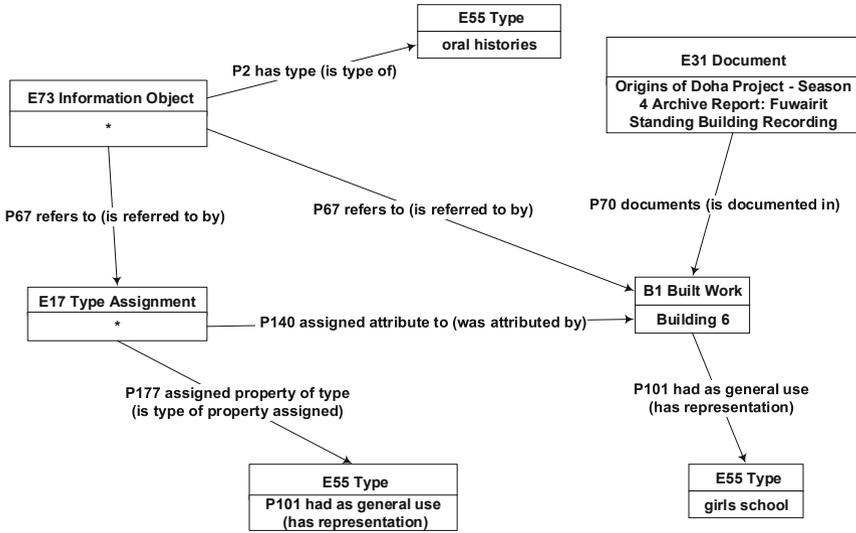 E55 Type
oral histories
P2 has type (is type of)
E31 Document
Origins of Doha Project - Season
4 Archive Report: Fuwairit
Standing Building Recording
E73 Information Object
*
P67 refers to (is referred to by)
P67 refers to (is referred to by)
P70 documents (is documented in)
E17 Type Assignment
*
P140 assigned attribute to (was attributed by)
B1 Built Work
Building 6
P177 assigned property of type
(is type of property assigned)
P101 had as general use
(has representation)
E55 Type
P101 had as general use
(has representation)
E55 Type
girls school